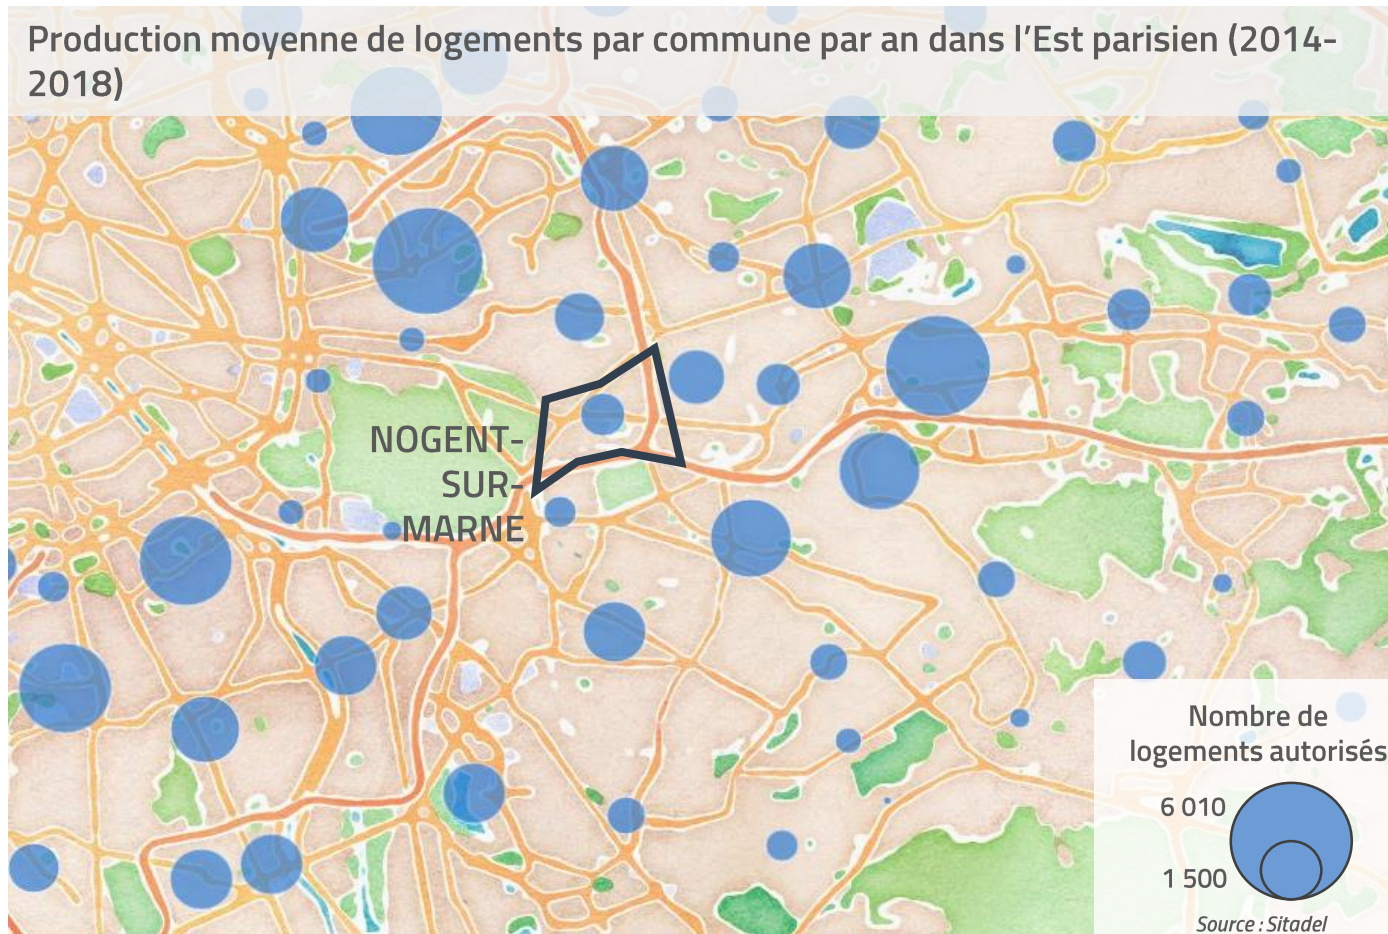 Production moyenne de logements par commune par an dans l’Est parisien (2014-
2018)
NOGENT-
SUR-
MARNE
Nombre de
logements autorisés
6 010
1 500
Source : Sitadel